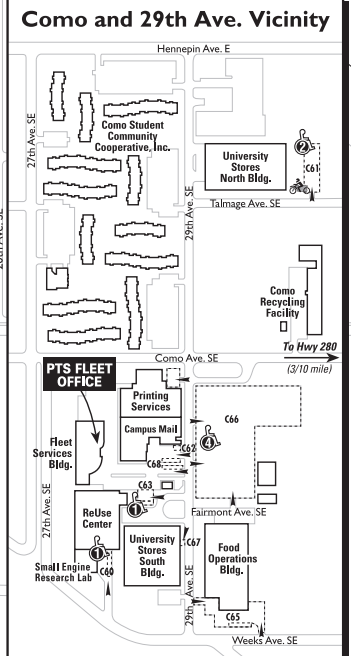 Como and 29th Ave. Vicinity
Hennepin Ave. E
27th Ave. SE
Como Student
Community
Cooperative, Inc.
29th Ave. SE
University
Stores
North Bldg.
2
C61
Talmage Ave. SE
Como
Recycling
Facility
To Hwy 280
(3/10 mile)
Como Ave. SE
PTS FLEET
OFFICE
Printing
Services
Campus Mail
C66
4
C62
C68
Fleet
Services
Bldg.
C63
1
ReUse
Center
Fairmont Ave. SE
27th Ave. SE
University
Stores
South
Bldg.
C67
Food
Operations
Bldg.
1
Small Engine
Research Lab
C60
29th Ave. SE
C65
Weeks Ave. SE